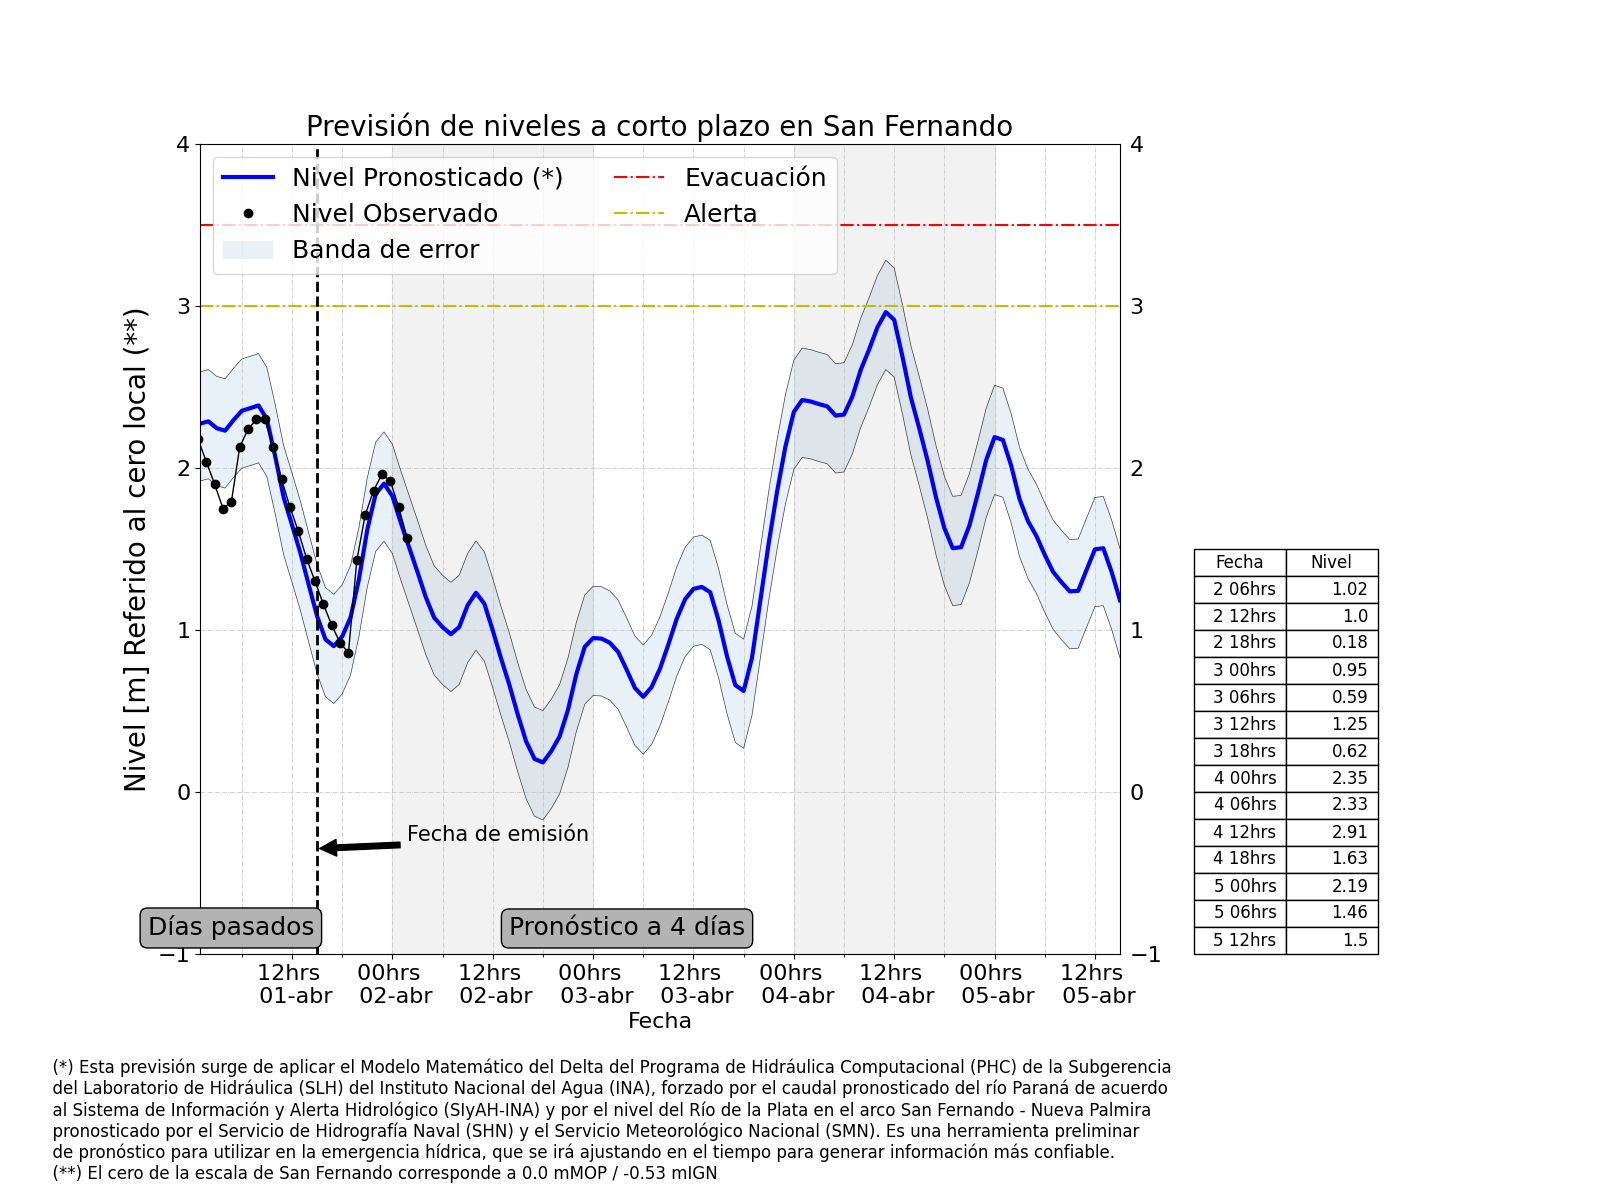 Previsión de niveles a corto plazo en San Fernando
Nivel Pronosticado (*)
Nivel Observado
Banda de error
Evacuación
Alerta
Nivel [m] Referido al cero local (**)
4
3
2
1
0
−1
4
3
2
1
0
−1
Fecha de emisión
Días pasados
Pronóstico a 4 días
12hrs 00hrs 12hrs 00hrs 12hrs 00hrs 12hrs 00hrs 12hrs
01-abr 02-abr 02-abr 03-abr 03-abr 04-abr 04-abr 05-abr 05-abr
Fecha
Fecha Nivel
2 06hrs 1.02
2 12hrs 1.0
2 18hrs 0.18
3 00hrs 0.95
3 06hrs 0.59
3 12hrs 1.25
3 18hrs 0.62
4 00hrs 2.35
4 06hrs 2.33
4 12hrs 2.91
4 18hrs 1.63
5 00hrs 2.19
5 06hrs 1.46
5 12hrs 1.5
(*) Esta previsión surge de aplicar el Modelo Matemático del Delta del Programa de Hidráulica Computacional (PHC) de la Subgerencia
del Laboratorio de Hidráulica (SLH) del Instituto Nacional del Agua (INA), forzado por el caudal pronosticado del río Paraná de acuerdo
al Sistema de Información y Alerta Hidrológico (SIyAH-INA) y por el nivel del Río de la Plata en el arco San Fernando - Nueva Palmira
pronosticado por el Servicio de Hidrografía Naval (SHN) y el Servicio Meteorológico Nacional (SMN). Es una herramienta preliminar
de pronóstico para utilizar en la emergencia hídrica, que se irá ajustando en el tiempo para generar información más confiable.
(**) El cero de la escala de San Fernando corresponde a 0.0 mMOP / -0.53 mIGN